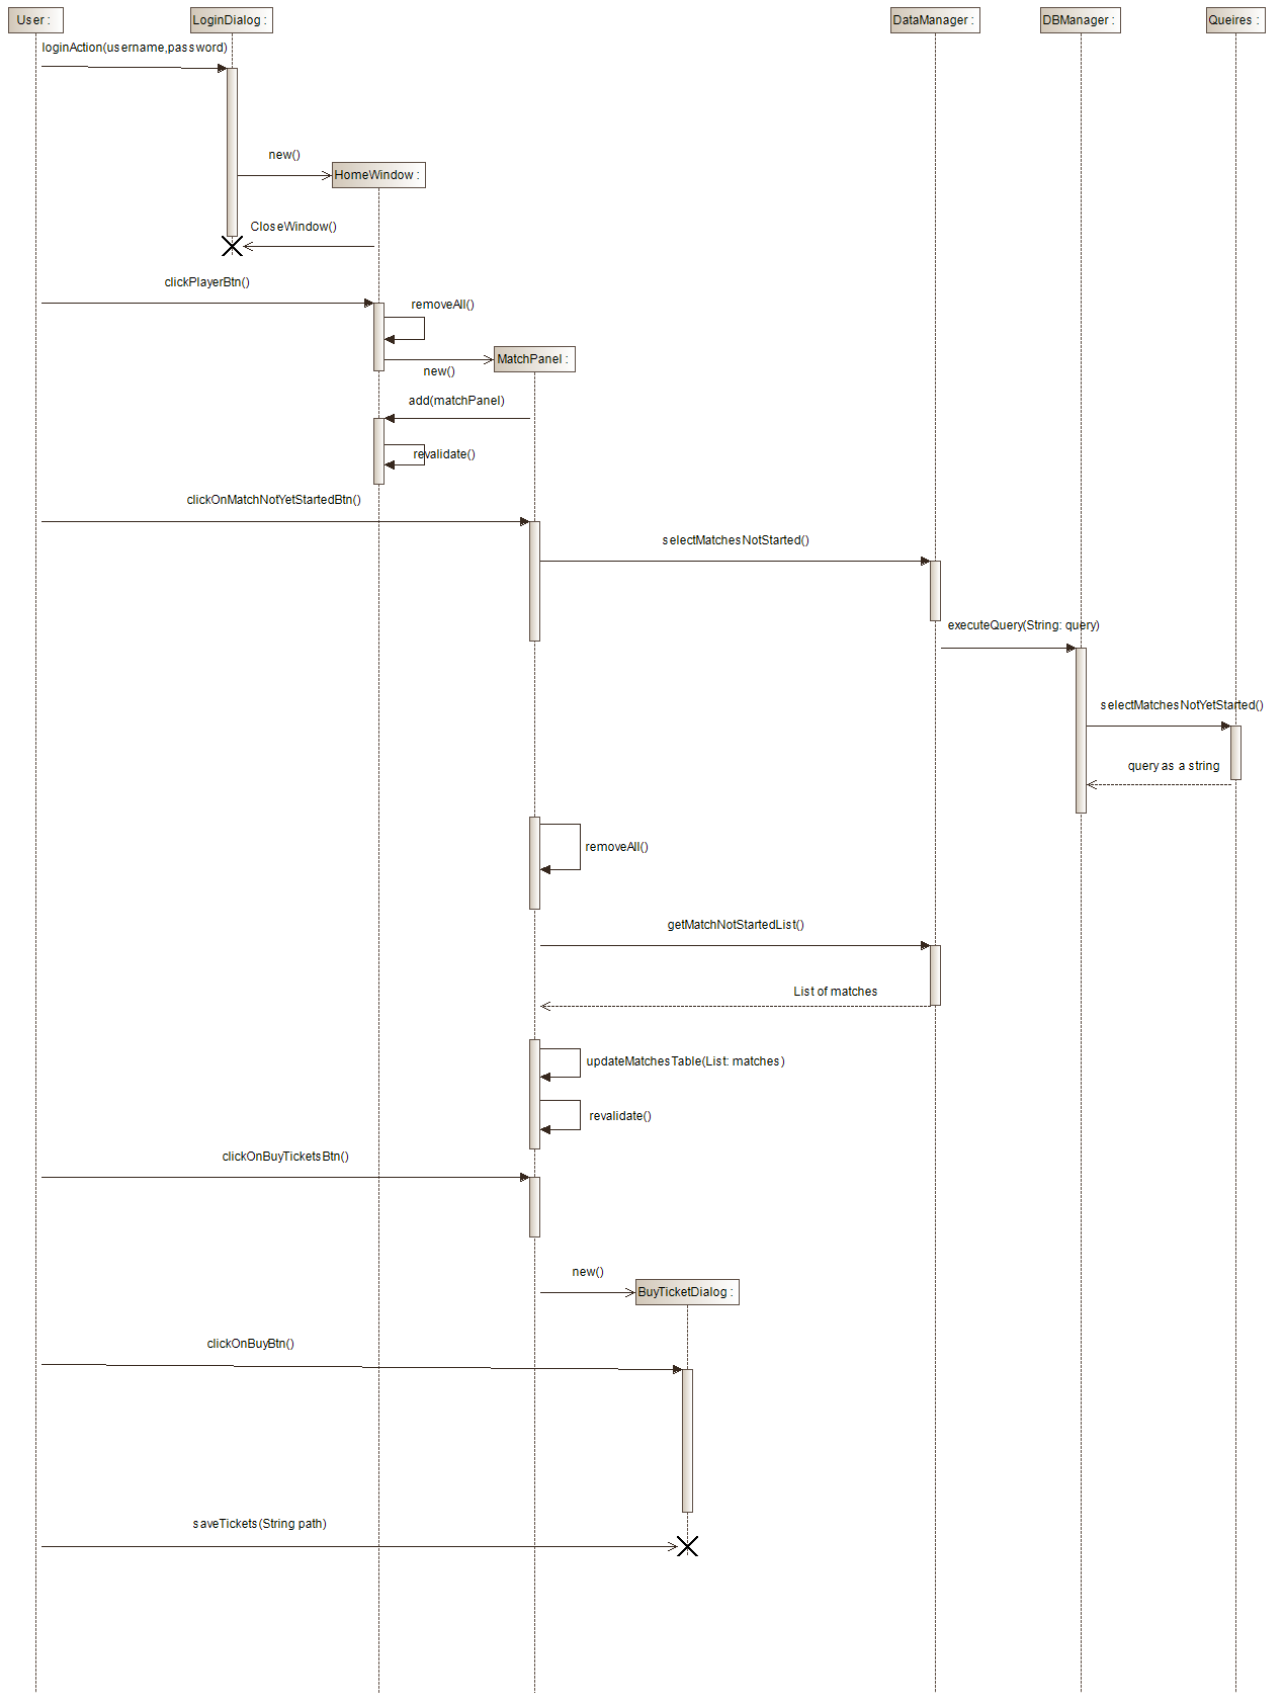 User :
LoginDialog :
DataManager :
DBManager :
Queires :
loginAction(username,password)
new()
HomeWindow :
CloseWindow()
clickPlayerBtn()
removeAll()
MatchPanel :
new()
add(matchPanel)
revalidate()
clickOnMatchNotYetStartedBtn()
selectMatchesNotStarted()
executeQuery(String: query)
selectMatchesNotYetStarted()
query as a string
removeAll()
getMatchNotStartedList()
List of matches
updateMatchesTable(List: matches)
revalidate()
clickOnBuyTicketsBtn()
new()
BuyTicketDialog :
clickOnBuyBtn()
saveTickets(String path)